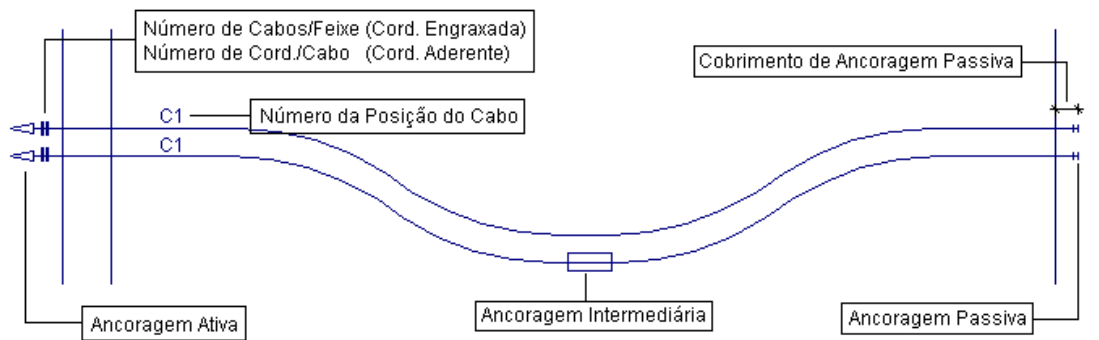 Número de Cabos/Feixe (Cord. Engraxada)
Número de Cord./Cabo (Cord. Aderente)
Cobrimento de Ancoragem Passiva
C1
Número da Posição do Cabo
C1
Ancoragem Ativa
Ancoragem Intermediária
Ancoragem Passiva